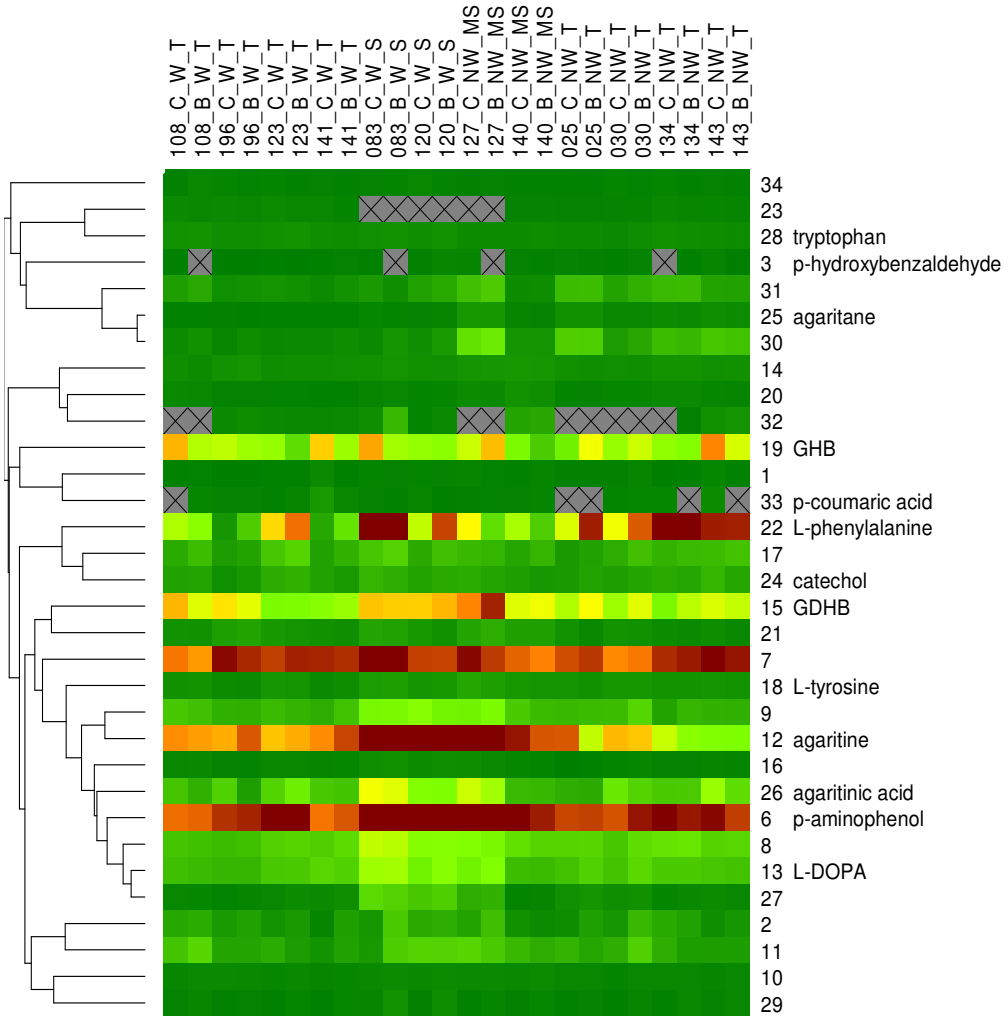 108_C_W_T
108_B_W_T
196_C_W_T
196_B_W_T
123_C_W_T
123_B_W_T
141_C_W_T
141_B_W_T
083_C_W_S
083_B_W_S
120_C_W_S
120_B_W_S
127_C_NW_MS
127_B_NW_MS
140_C_NW_MS
140_B_NW_MS
025_C_NW_T
025_B_NW_T
030_C_NW_T
030_B_NW_T
134_C_NW_T
134_B_NW_T
143_C_NW_T
143_B_NW_T
34
23
28 tryptophan
3 p-hydroxybenzaldehyde
31
25 agaritane
30
14
20
32
19 GHB
1
33 p-coumaric acid
22 L-phenylalanine
17
24 catechol
15 GDHB
21
7
18 L-tyrosine
9
12 agaritine
16
26 agaritinic acid
6 p-aminophenol
8
13 L-DOPA
27
2
11
10
29